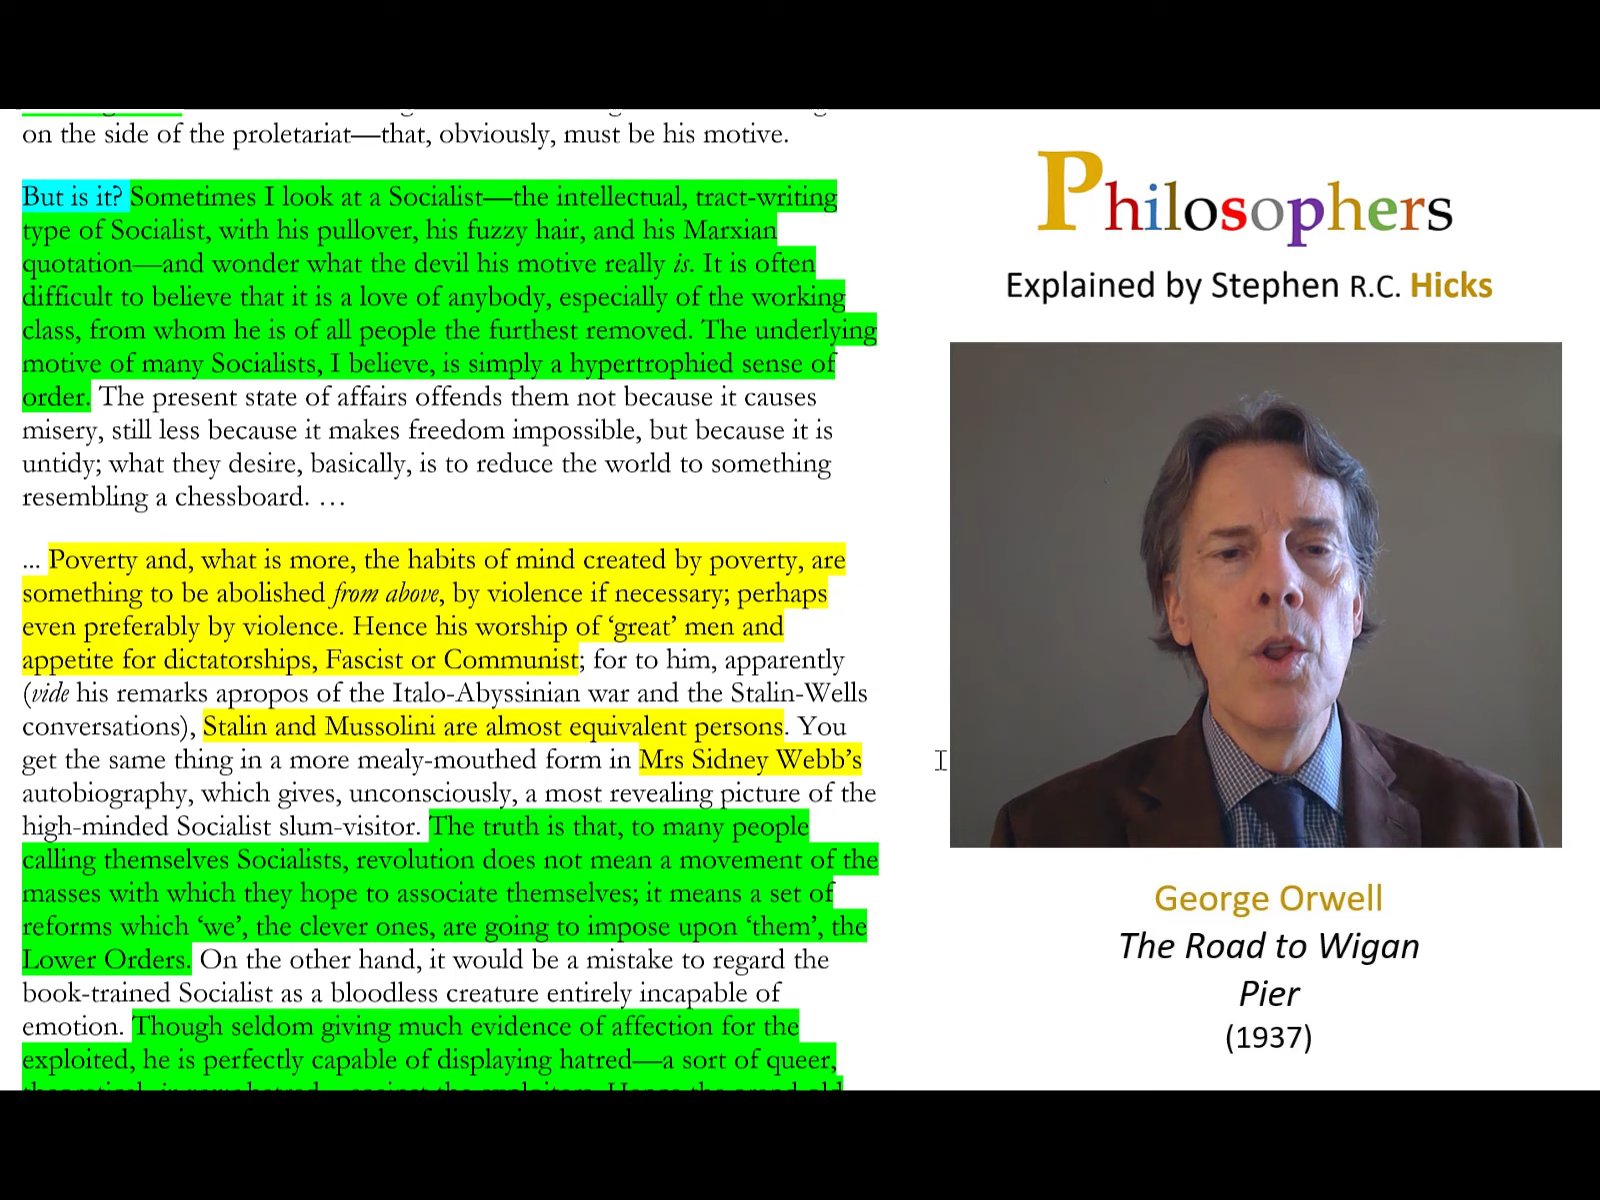 on the side of the proletariat—that, obviously, must be his motive.
But is it? Sometimes I look at a Socialist—the intellectual, tract-writing
type of Socialist, with his pullover, his fuzzy hair, and his Marxian
quotation—and wonder what the devil his motive really is. It is often
difficult to believe that it is a love of anybody, especially of the working
class, from whom he is of all people the furthest removed. The underlying
motive of many Socialists, I believe, is simply a hypertrophied sense of
order. The present state of affairs offends them not because it causes
misery, still less because it makes freedom impossible, but because it is
untidy; what they desire, basically, is to reduce the world to something
resembling a chessboard. …
... Poverty and, what is more, the habits of mind created by poverty, are
something to be abolished from above, by violence if necessary; perhaps
even preferably by violence. Hence his worship of ‘great’ men and
appetite for dictatorships, Fascist or Communist; for to him, apparently
(vide his remarks apropos of the Italo-Abyssinian war and the Stalin-Wells
conversations), Stalin and Mussolini are almost equivalent persons. You
get the same thing in a more mealy-mouthed form in Mrs Sidney Webb’s
autobiography, which gives, unconsciously, a most revealing picture of the
high-minded Socialist slum-visitor. The truth is that, to many people
calling themselves Socialists, revolution does not mean a movement of the
masses with which they hope to associate themselves; it means a set of
reforms which ‘we’, the clever ones, are going to impose upon ‘them’, the
Lower Orders. On the other hand, it would be a mistake to regard the
book-trained Socialist as a bloodless creature entirely incapable of
emotion. Though seldom giving much evidence of affection for the
exploited, he is perfectly capable of displaying hatred—a sort of queer,
Philosophers
Explained by Stephen R.C. Hicks
George Orwell
The Road to Wigan
Pier
(1937)